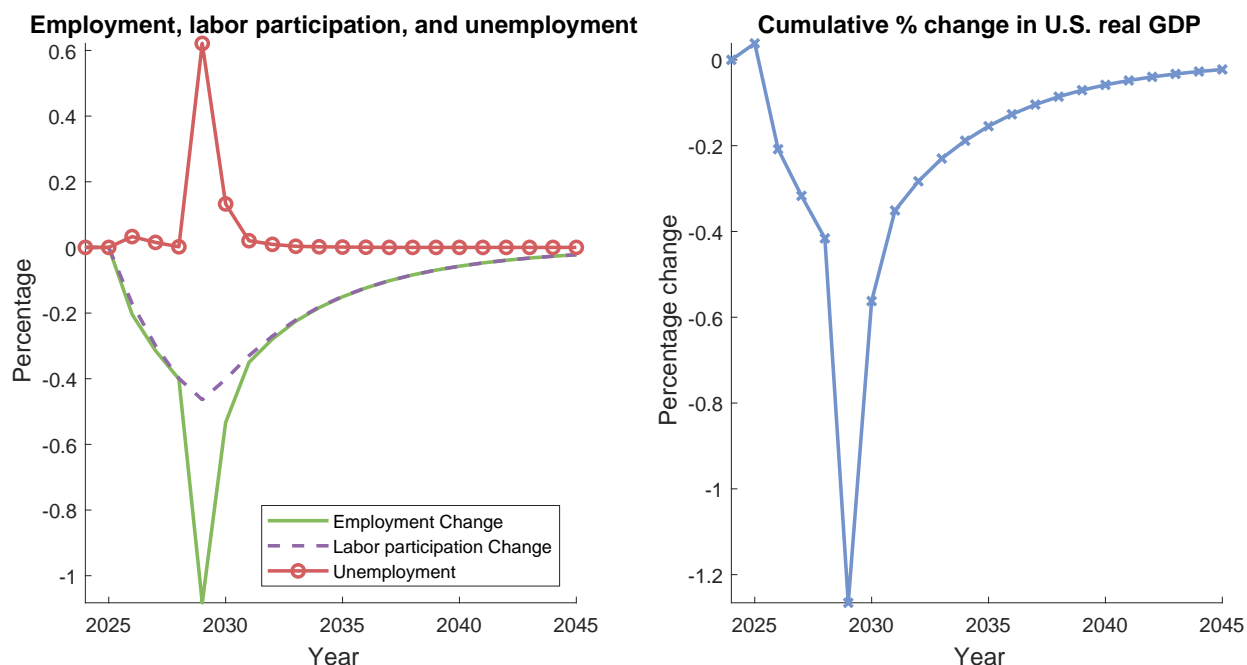 Employment, labor participation, and unemployment
0.6
0.4
0.2
0
-0.2
-0.4
-0.6
-0.8
-1
Percentage
2025
2030
2035
2040
2045
Year
Employment Change
Labor participation Change
Unemployment
Cumulative % change in U.S. real GDP
0
-0.2
-0.4
-0.6
-0.8
-1
-1.2
Percentage change
2025
2030
2035
2040
2045
Year